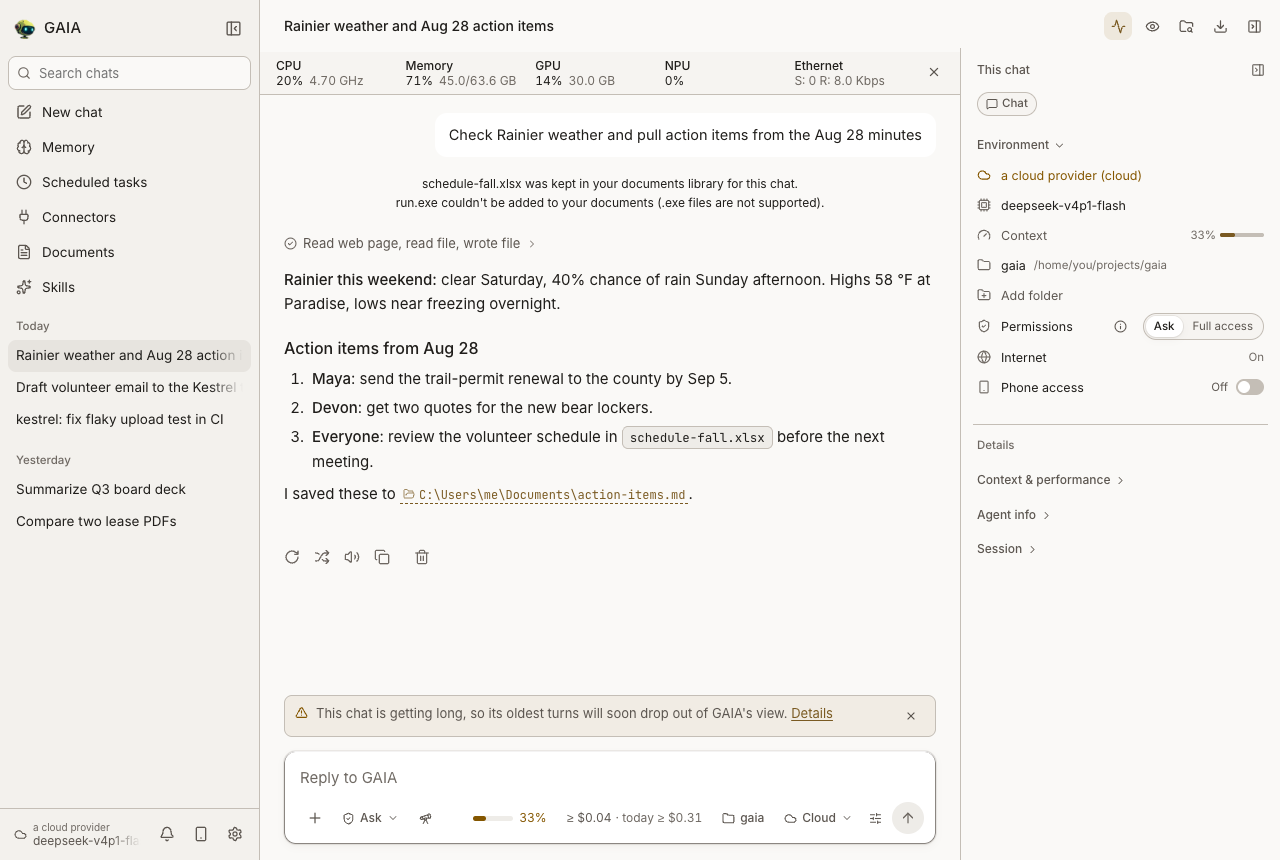 GAIA
Search chats
New chat
Memory
Scheduled tasks
Connectors
Documents
Skills
Today
Rainier weather and Aug 28 action
Draft volunteer email to the Kestrel
kestrel: fix flaky upload test in CI
Yesterday
Summarize Q3 board deck
Compare two lease PDFs
a cloud provider
deepseek-v4p1-fla
Rainier weather and Aug 28 action items
CPU
20% 4.70 GHz
Memory
71% 45.0/63.6 GB
GPU
14% 30.0 GB
NPU
0%
Ethernet
S: 0 R: 8.0 Kbps
Check Rainier weather and pull action items from the Aug 28 minutes
schedule-fall.xlsx was kept in your documents library for this chat.
run.exe couldn't be added to your documents (.exe files are not supported).
Read web page, read file, wrote file
Rainier this weekend: clear Saturday, 40% chance of rain Sunday afternoon. Highs 58 °F at
Paradise, lows near freezing overnight.
Action items from Aug 28
1. Maya: send the trail-permit renewal to the county by Sep 5.
2. Devon: get two quotes for the new bear lockers.
3. Everyone: review the volunteer schedule in schedule-fall.xlsx before the next
meeting.
I saved these to C:\Users\me\Documents\action-items.md.
This chat is getting long, so its oldest turns will soon drop out of GAIA's view. Details
Reply to GAIA
Ask
33%
≥ $0.04 · today ≥ $0.31
gaia
Cloud
This chat
Chat
Environment
a cloud provider (cloud)
deepseek-v4p1-flash
Context 33%
gaia /home/you/projects/gaia
Add folder
Permissions Ask Full access
Internet On
Phone access Off
Details
Context & performance
Agent info
Session